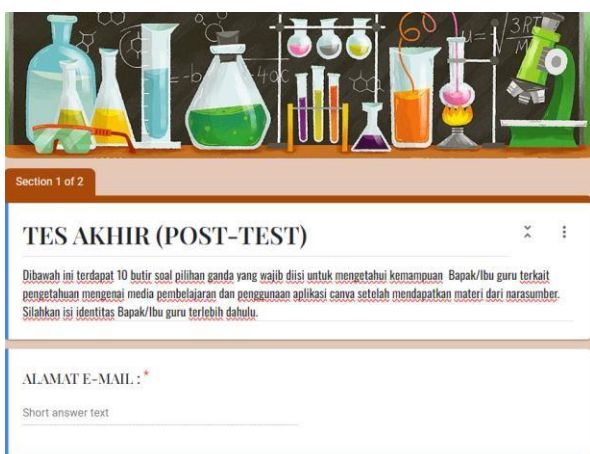 3RT
M
Section 1 of 2
TES AKHIR (POST-TEST)
Dibawah ini terdapat 10 butir soal pilihan ganda yang wajib diisi untuk mengetahui kemampuan Bapak/Ibu guru terkait
pengetahuan mengenai media pembelajaran dan penggunaan aplikasi canva setelah mendapatkan materi dari narasumber.
Silahkan isi identitas Bapak/Ibu guru terlebih dahulu.
ALAMAT E-MAIL : *
Short answer text